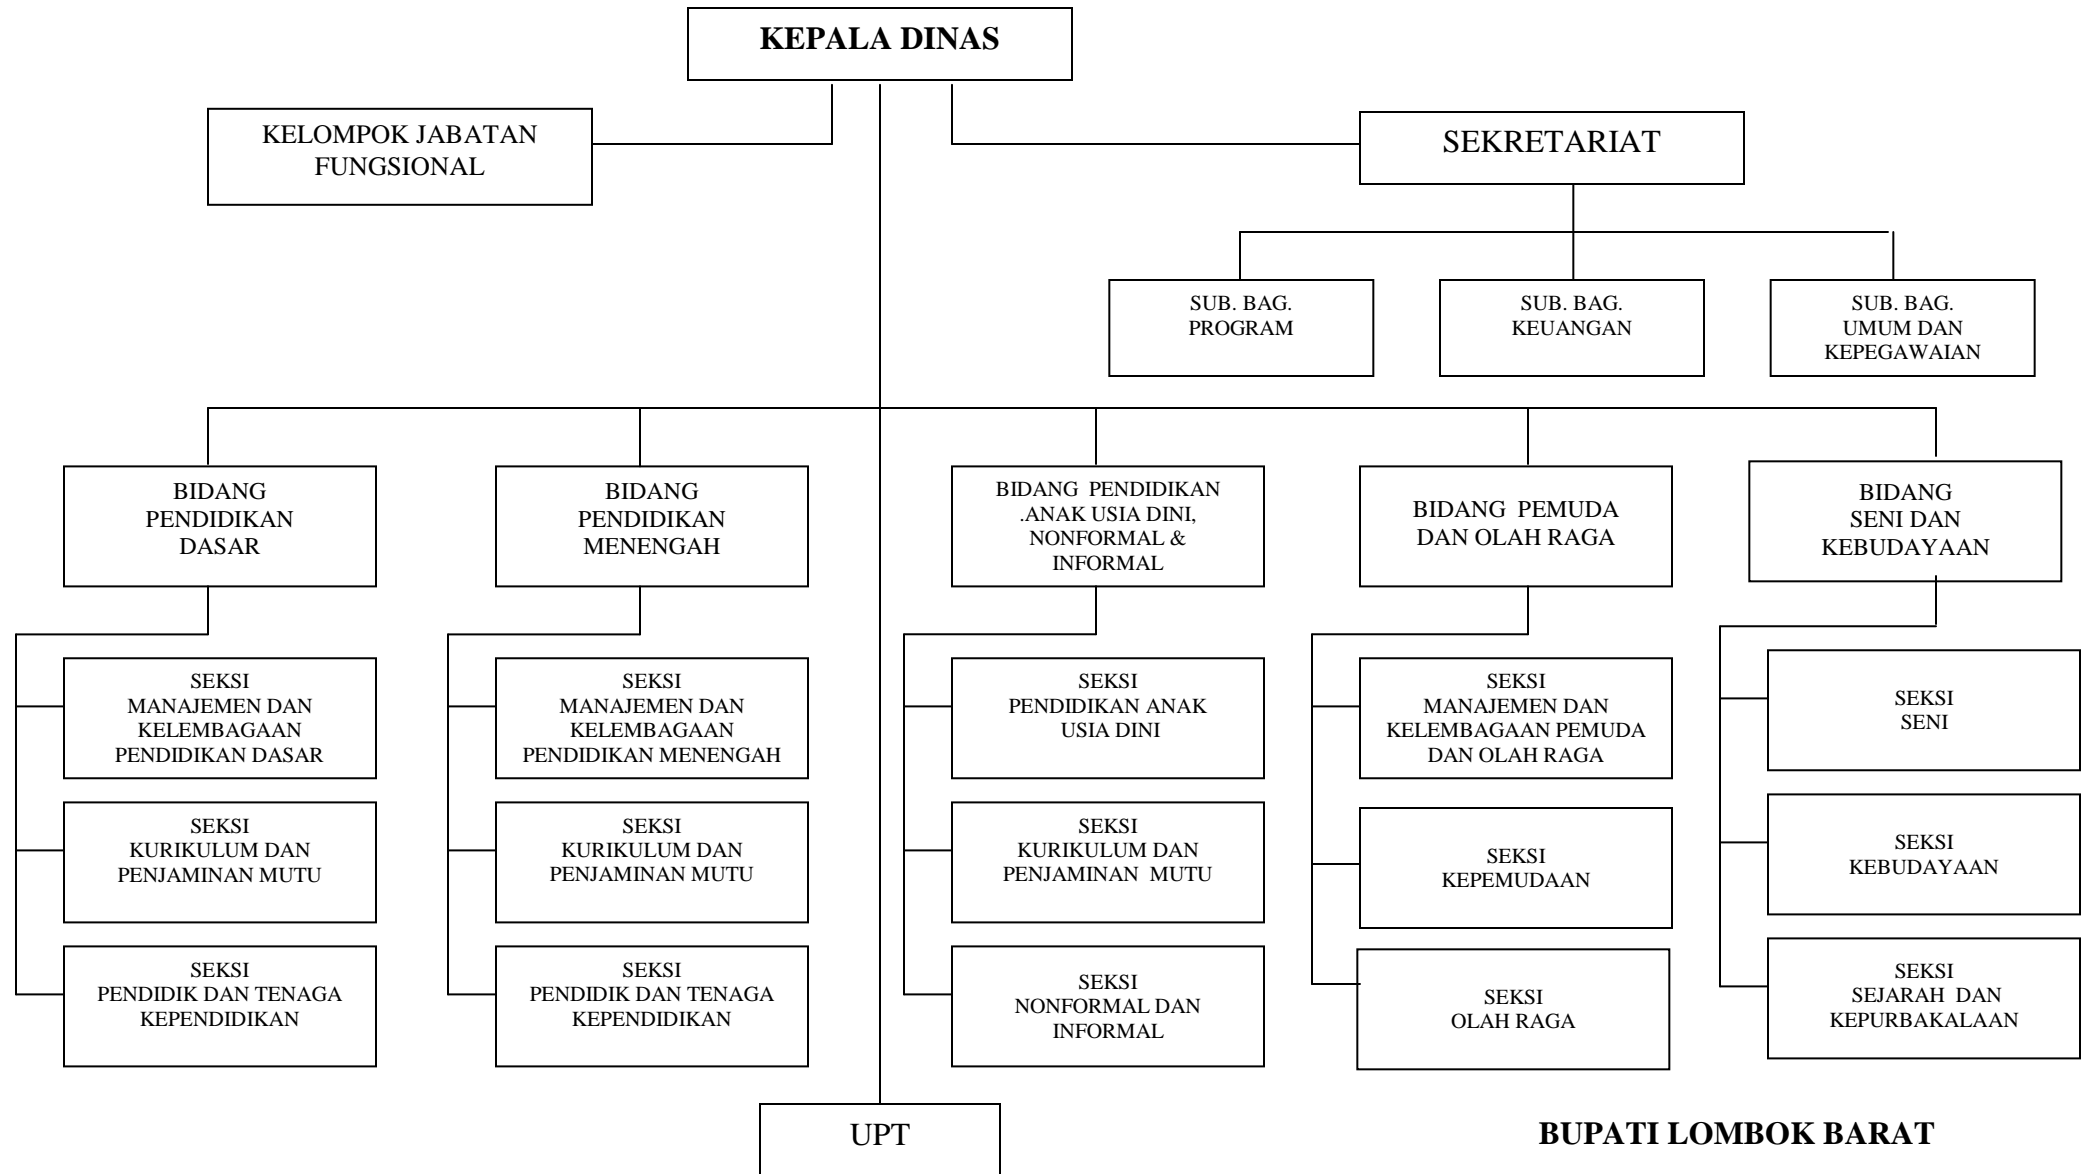 KEPALA DINAS
KELOMPOK JABATAN
FUNGSIONAL
SEKRETARIAT
SUB. BAG.
PROGRAM
SUB. BAG.
KEUANGAN
SUB. BAG.
UMUM DAN
KEPEGAWAIAN
BIDANG
PENDIDIKAN
DASAR
BIDANG
PENDIDIKAN
MENENGAH
BIDANG PENDIDIKAN
.ANAK USIA DINI,
NONFORMAL &
INFORMAL
BIDANG PEMUDA
DAN OLAH RAGA
BIDANG
SENI DAN
KEBUDAYAAN
SEKSI
MANAJEMEN DAN
KELEMBAGAAN
PENDIDIKAN DASAR
SEKSI
MANAJEMEN DAN
KELEMBAGAAN
PENDIDIKAN MENENGAH
SEKSI
PENDIDIKAN ANAK
USIA DINI
SEKSI
MANAJEMEN DAN
KELEMBAGAAN PEMUDA
DAN OLAH RAGA
SEKSI
SENI
SEKSI
KURIKULUM DAN
PENJAMINAN MUTU
SEKSI
KURIKULUM DAN
PENJAMINAN MUTU
SEKSI
KURIKULUM DAN
PENJAMINAN MUTU
SEKSI
KEPEMUDAAN
SEKSI
KEBUDAYAAN
SEKSI
PENDIDIK DAN TENAGA
KEPENDIDIKAN
SEKSI
PENDIDIK DAN TENAGA
KEPENDIDIKAN
SEKSI
NONFORMAL DAN
INFORMAL
SEKSI
OLAH RAGA
SEKSI
SEJARAH DAN
KEPURBAKALAAN
UPT
BUPATI LOMBOK BARAT